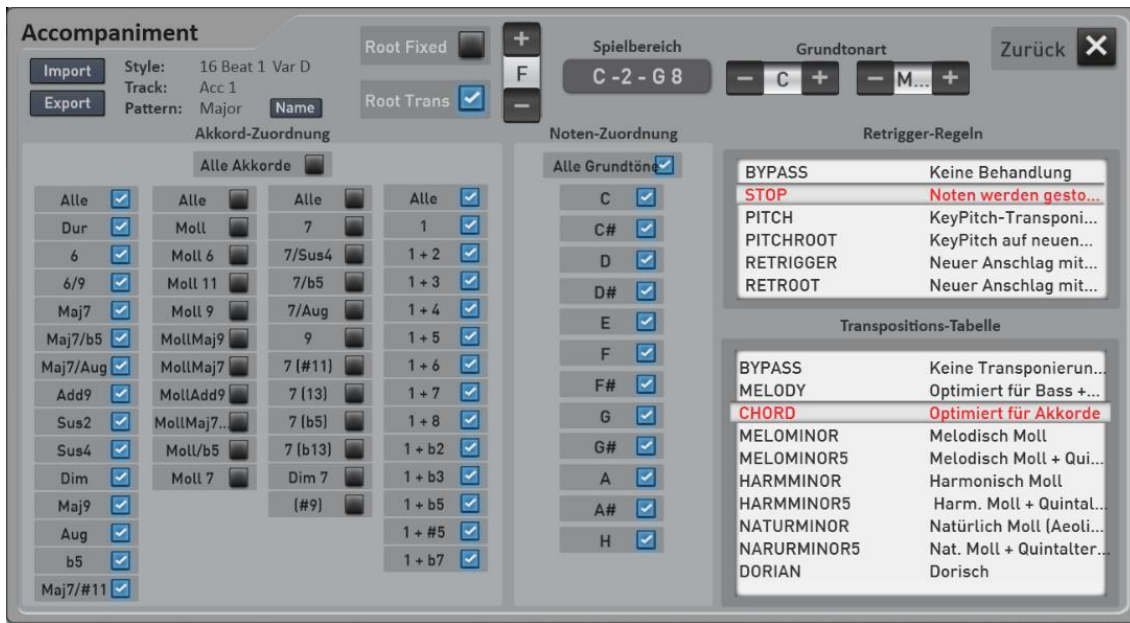 Accompaniment
Import
Export
Style: 16 Beat 1 Var D
Track: Acc 1
Pattern: Major
Name
Root Fixed
Root Trans
+
F
−
Spielbereich
C -2 - G 8
Grundtonart
− C +
− M... +
Zurück
Akkord-Zuordnung
Alle Akkorde
Alle
Dur
6
6/9
Maj7
Maj7/b5
Maj7/Aug
Add9
Sus2
Sus4
Dim
Maj9
Aug
b5
Maj7/#11
Alle
Moll
Moll 6
Moll 11
Moll 9
MollMaj9
MollMaj7
MollAdd9
MollMaj7...
Moll/b5
Moll 7
Alle
7
7/Sus4
7/b5
7/Aug
9
7 (#11)
7 (13)
7 (b5)
7 (b13)
Dim 7
(#9)
Alle
1
1 + 2
1 + 3
1 + 4
1 + 5
1 + 6
1 + 7
1 + 8
1 + b2
1 + b3
1 + b5
1 + #5
1 + b7
Noten-Zuordnung
Alle Grundtöne
C
C#
D
D#
E
F
F#
G
G#
A
A#
H
Retrigger-Regeln
BYPASS Keine Behandlung
STOP Noten werden gesto...
PITCH KeyPitch-Transponi...
PITCHROOT KeyPitch auf neuen...
RETRIGGER Neuer Anschlag mit...
RETROOT Neuer Anschlag mit...
Transpositions-Tabelle
BYPASS Keine Transponierun...
MELODY Optimiert für Bass +...
CHORD Optimiert für Akkorde
MELOMINOR Melodisch Moll
MELOMINOR5 Melodisch Moll + Qui...
HARMMINOR Harmonisch Moll
HARMMINOR5 Harm. Moll + Quintal...
NATURMINOR Natürlich Moll (Aeoli...
NARURMINOR5 Nat. Moll + Quintalter...
DORIAN Dorisch